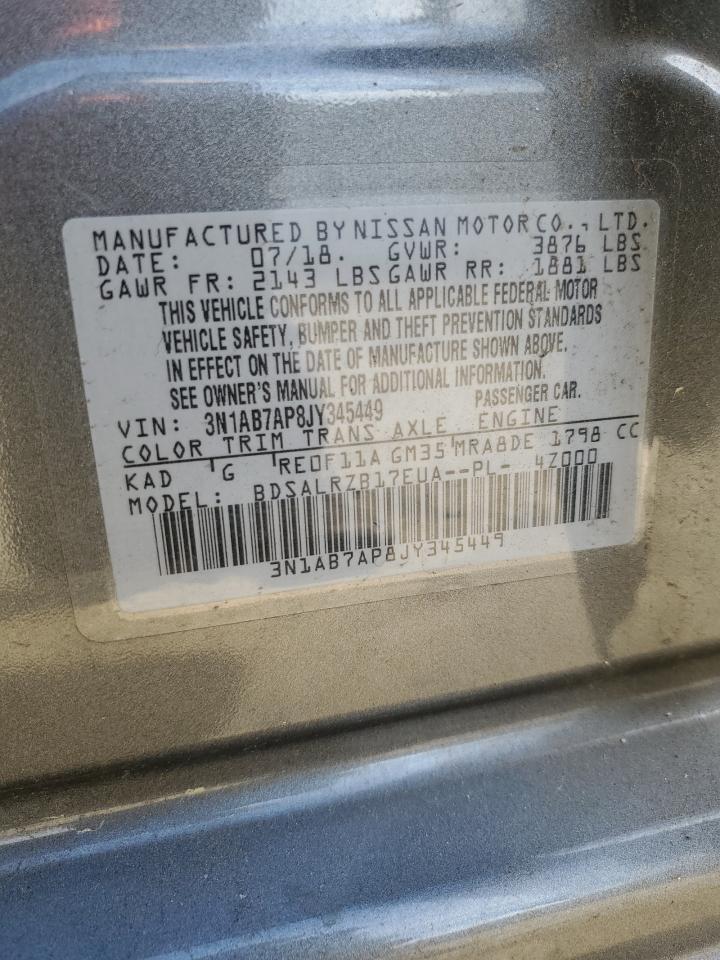 MANUFACTURED BY NISSAN MOTOR CO., LTD.
DATE: 07/18. GVWR: 3876 LBS
GAWR FR: 2143 LBS GAWR RR: 1881 LBS
THIS VEHICLE CONFORMS TO ALL APPLICABLE FEDERAL MOTOR
VEHICLE SAFETY, BUMPER AND THEFT PREVENTION STANDARDS
IN EFFECT ON THE DATE OF MANUFACTURE SHOWN ABOVE.
SEE OWNER'S MANUAL FOR ADDITIONAL INFORMATION.
VIN: 3N1AB7AP8JY345449 PASSENGER CAR.
COLOR TRIM TRANS AXLE ENGINE
KAD G RE0F11A GM35 MRA8DE 1798 CC
MODEL: BDSALRZB17EUA--PL- 4Z000
3N1AB7AP8JY345449